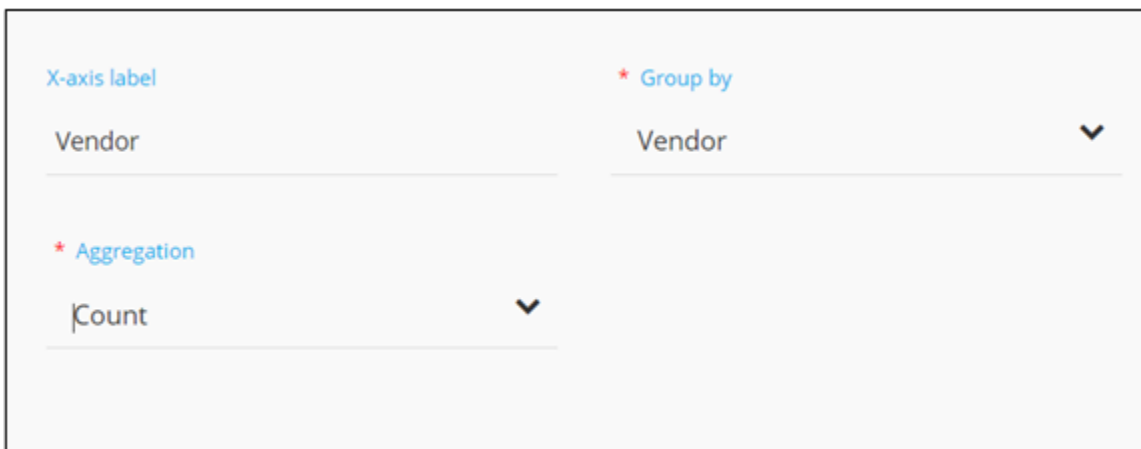 X-axis label
* Group by
Vendor
Vendor
* Aggregation
Count